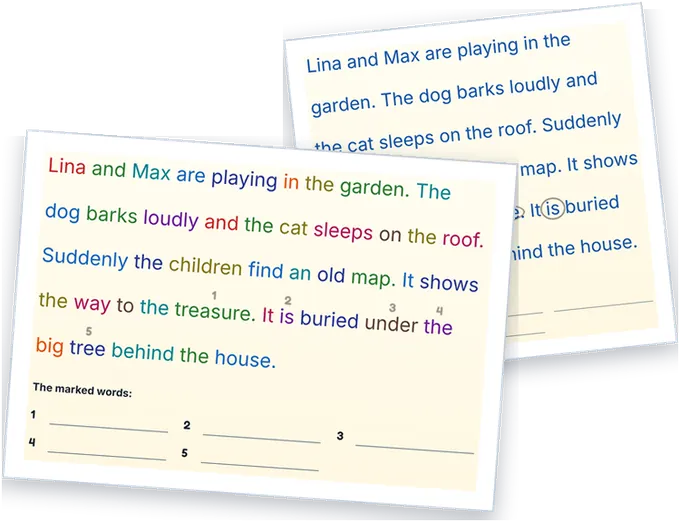 Lina and Max are playing in the
garden. The dog barks loudly and
the cat sleeps on the roof. Suddenly
map. It shows
It is buried
the house.
Lina and Max are playing in the garden. The
dog barks loudly and the cat sleeps on the roof.
Suddenly the children find an old map. It shows
1 2 3 4
the way to the treasure. It is buried under the
5
big tree behind the house.
The marked words:
1 2 3
4 5